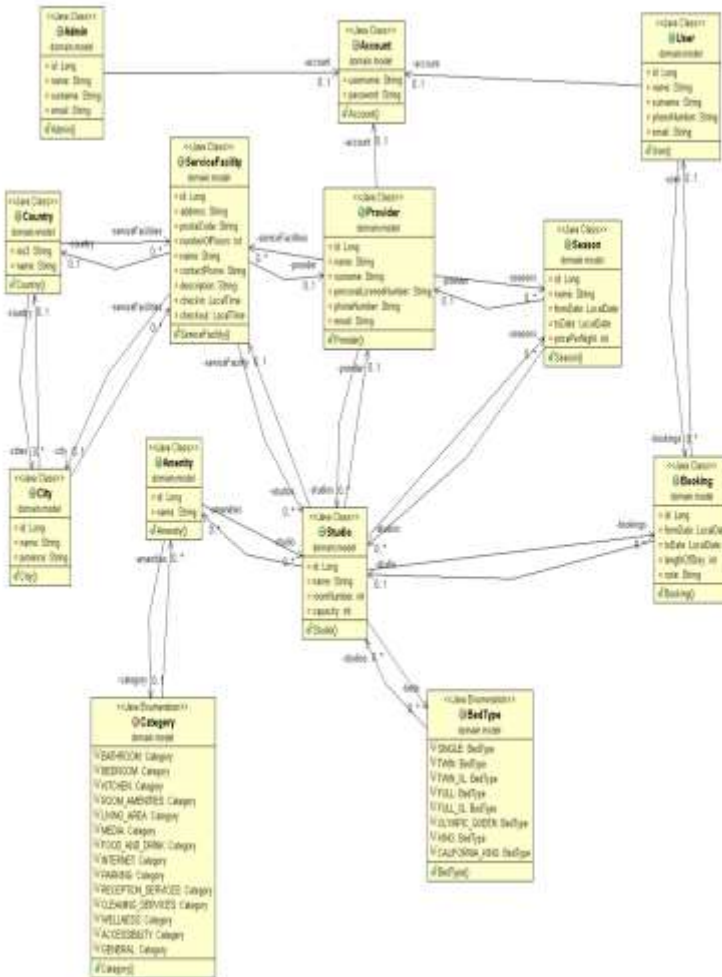 <<Java Class>>
Admin
domain.model
id: Long
name: String
surname: String
email: String
Admin()
<<Java Class>>
Account
domain.model
username: String
password: String
Account()
<<Java Class>>
User
domain.model
id: Long
name: String
surname: String
phoneNumber: String
email: String
User()
-account
0..1
-account
0..1
-account 0..1
-user 0..1
<<Java Class>>
ServiceFacility
domain.model
id: Long
address: String
postalCode: String
numberOfFloors: int
name: String
contactPhone: String
description: String
checkin: LocalTime
checkout: LocalTime
ServiceFacility()
<<Java Class>>
Country
domain.model
name: String
Country()
-serviceFacilities
0..*
-country
0..1
<<Java Class>>
Provider
domain.model
id: Long
name: String
surname: String
phoneNumber: String
email: String
Provider()
-serviceFacilities
0..*
-provider
0..1
<<Java Class>>
Season
domain.model
id: Long
name: String
fromDate: LocalDate
toDate: LocalDate
pricePerNight: int
Season()
-provider
0..1
-seasons
0..*
-country 0..1
-serviceFacilities
0..*
-serviceFacility 0..1
-provider 0..1
-seasons
0..*
-cities 0..*
-city 0..1
<<Java Class>>
City
domain.model
id: Long
name: String
City()
<<Java Class>>
Amenity
domain.model
id: Long
name: String
Amenity()
-amenities
0..*
-studio
-studios
0..*
-studios 0..*
-studios
0..*
<<Java Class>>
Studio
domain.model
id: Long
name: String
roomNumber: int
capacity: int
Studio()
-bookings 0..*
<<Java Class>>
Booking
domain.model
id: Long
fromDate: LocalDate
toDate: LocalDate
lengthOfStay: int
note: String
Booking()
-bookings
0..*
-studio
0..1
-amenities 0..*
-category 0..1
-studios 0..*
0..*
<<Java Enumeration>>
Category
domain.model
BATHROOM: Category
BEDROOM: Category
KITCHEN: Category
ROOM_AMENITIES: Category
LIVING_AREA: Category
MEDIA: Category
FOOD_AND_DRINK: Category
INTERNET: Category
PARKING: Category
RECEPTION_SERVICES: Category
CLEANING_SERVICES: Category
WELLNESS: Category
ACCESSIBILITY: Category
GENERAL: Category
Category()
<<Java Enumeration>>
BedType
domain.model
SINGLE: BedType
TWIN: BedType
TWIN_XL: BedType
FULL: BedType
FULL_XL: BedType
OLYMPIC_QUEEN: BedType
KING: BedType
CALIFORNIA_KING: BedType
BedType()